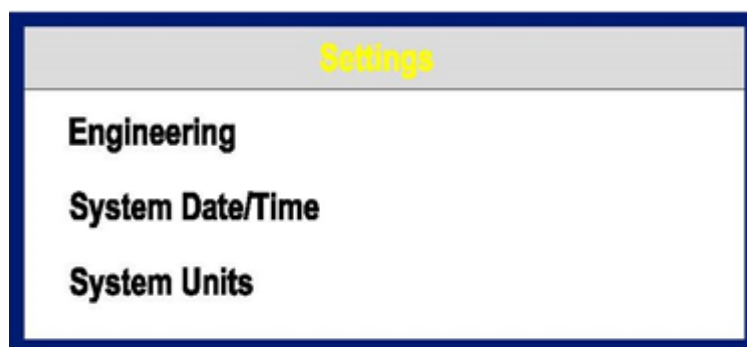 Settings
Engineering
System Date/Time
System Units